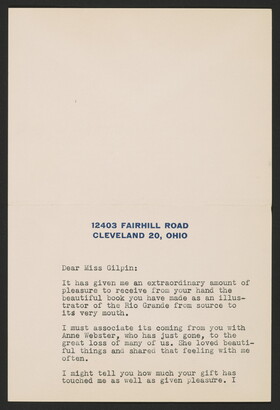 12403 FAIRHILL ROAD
CLEVELAND 20, OHIO
Dear Miss Gilpin:
It has given me an extraordinary amount of
pleasure to receive from your hand the
beautiful book you have made as an illus-
trator of the Rio Grande from source to
its very mouth.
I must associate its coming from you with
Anne Webster, who has just gone, to the
great loss of many of us. She loved beauti-
ful things and shared that feeling with me
often.
I might tell you how much your gift has
touched me as well as given pleasure. I